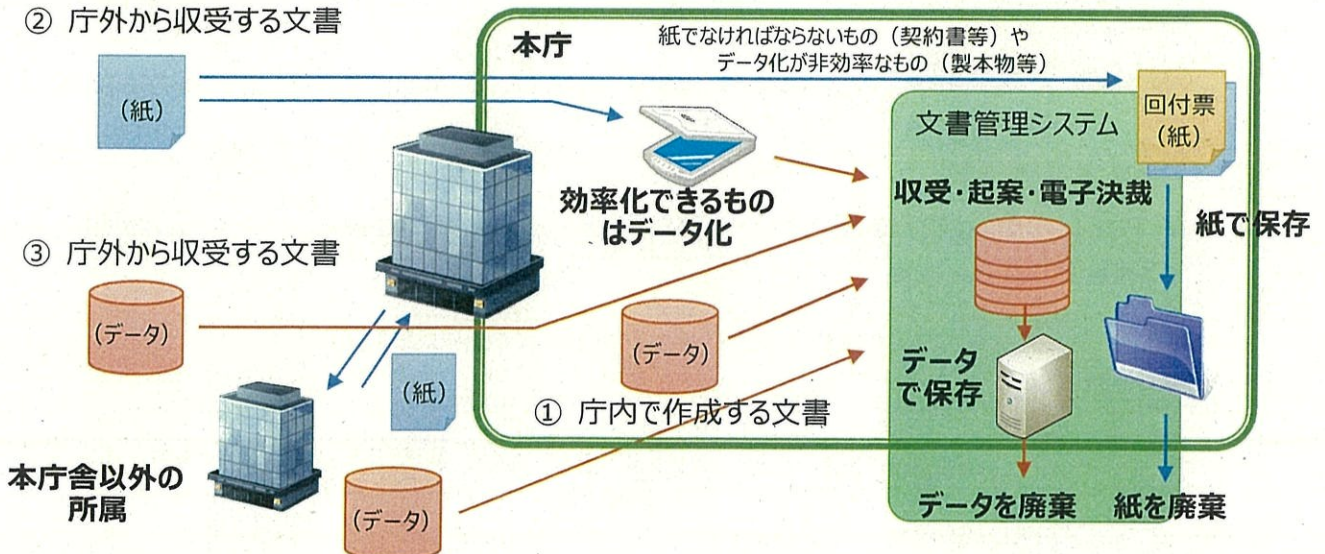 ② 庁外から収受する文書
(紙)
本庁
紙でなければならないもの（契約書等）や
データ化が非効率なもの（製本物等）
回付票
（紙）
文書管理システム
効率化できるもの
はデータ化
収受・起案・電子決裁
紙で保存
③ 庁外から収受する文書
(データ)
(データ)
データ
で保存
(紙)
① 庁内で作成する文書
本庁舎以外の
所属
(データ)
データを廃棄
紙を廃棄